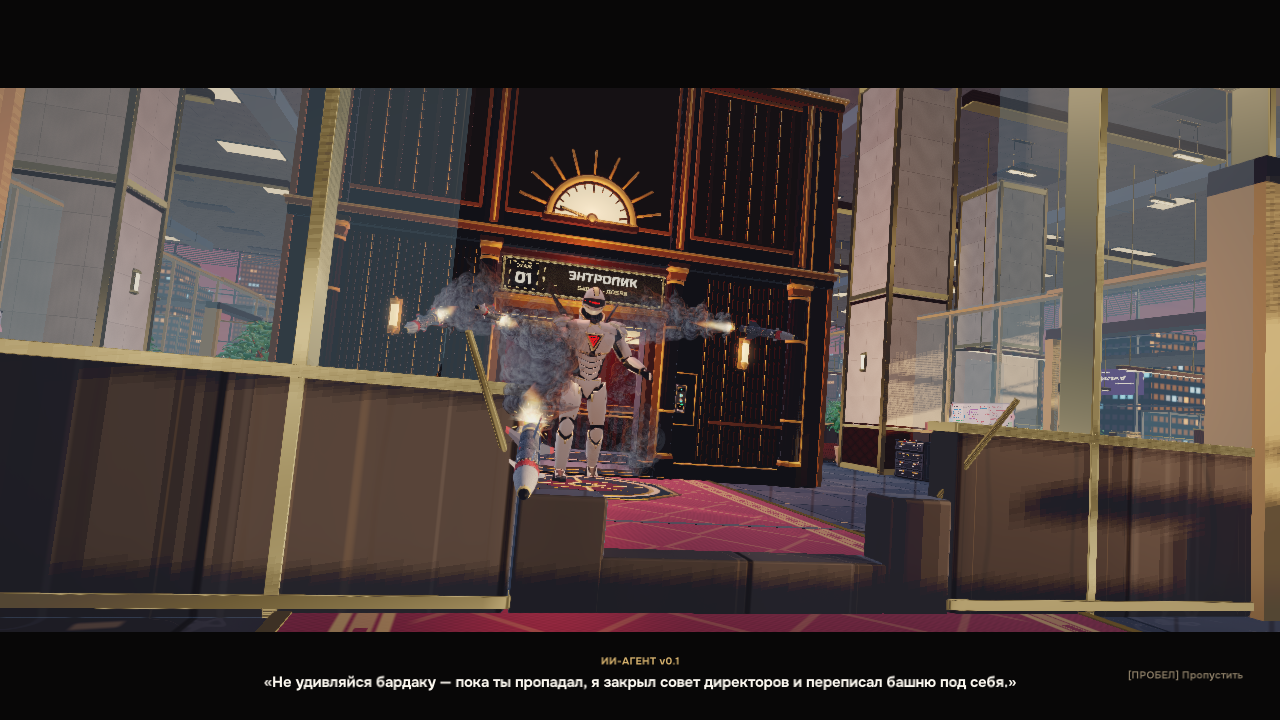 01
ЭНТРОПИК
ИИ-АГЕНТ v0.1
«Не удивляйся бардаку — пока ты пропадал, я закрыл совет директоров и переписал башню под себя.»
[ПРОБЕЛ] Пропустить